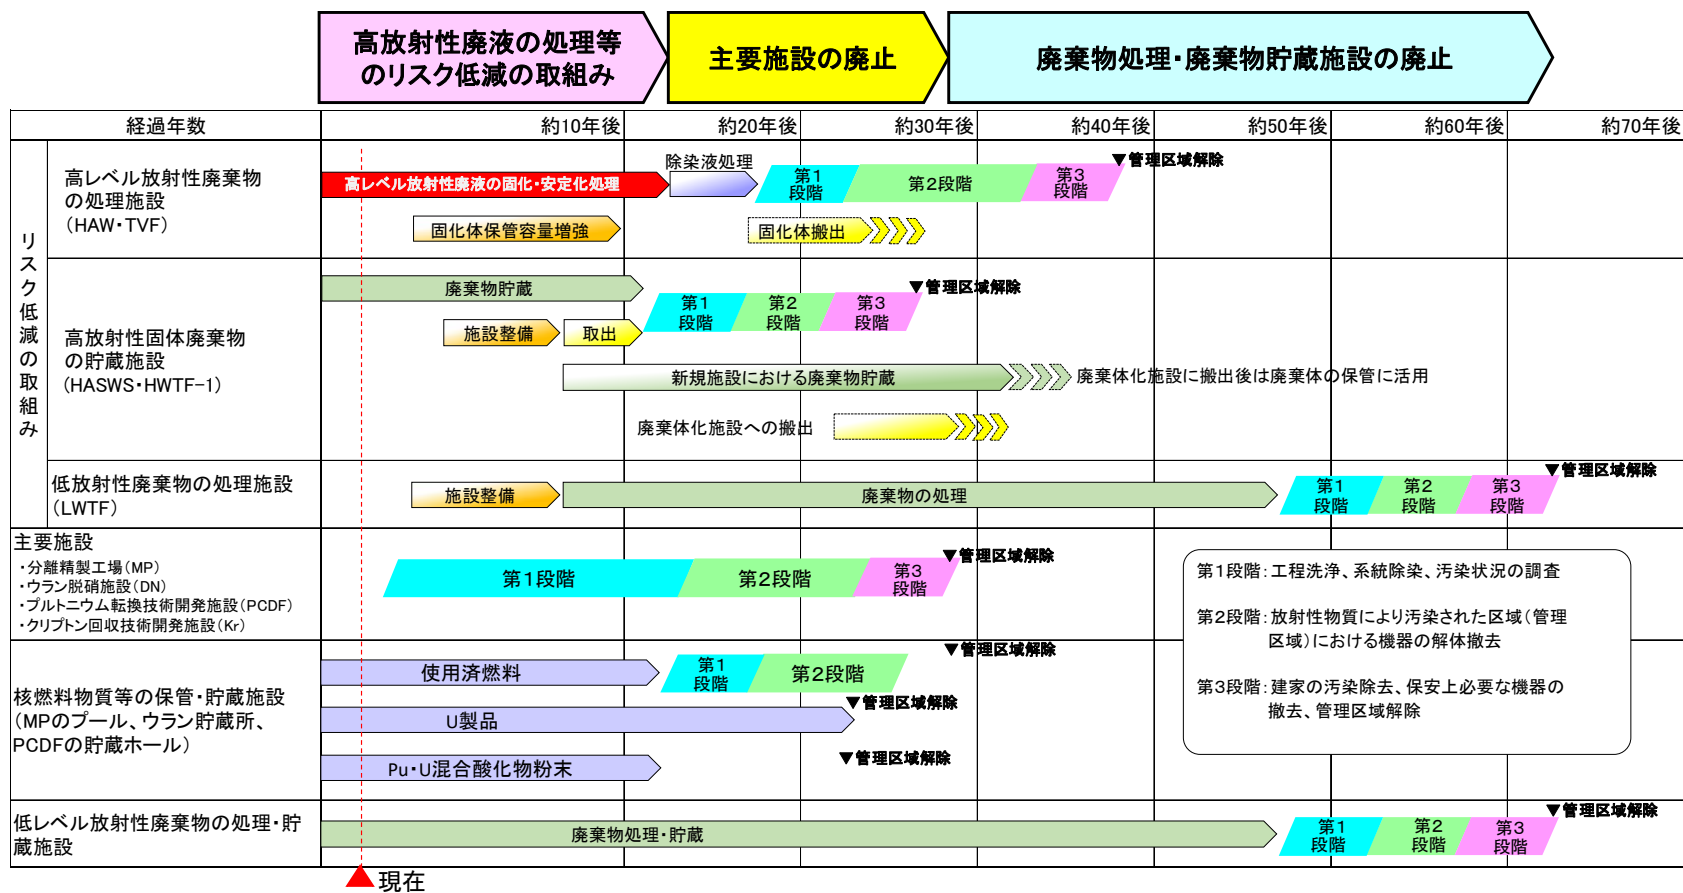 高放射性廃液の処理等
のリスク低減の取組み
主要施設の廃止
廃棄物処理・廃棄物貯蔵施設の廃止
経過年数
約10年後
約20年後
約30年後
約40年後
約50年後
約60年後
約70年後
リスク低減の取組み
高レベル放射性廃棄物
の処理施設
(HAW・TVF)
高レベル放射性廃液の固化・安定化処理
除染液処理
第1
段階
第2段階
第3
段階
▼管理区域解除
固化体保管容量増強
固化体搬出
高放射性固体廃棄物
の貯蔵施設
(HASWS・HWTF-1)
廃棄物貯蔵
施設整備
取出
第1
段階
第2
段階
第3
段階
▼管理区域解除
新規施設における廃棄物貯蔵
廃棄体化施設に搬出後は廃棄体の保管に活用
廃棄体化施設への搬出
低放射性廃棄物の処理施設
(LWTF)
施設整備
廃棄物の処理
第1
段階
第2
段階
第3
段階
▼管理区域解除
主要施設
・分離精製工場(MP)
・ウラン脱硝施設(DN)
・プルトニウム転換技術開発施設(PCDF)
・クリプトン回収技術開発施設(Kr)
第1段階
第2段階
第3
段階
▼管理区域解除
第1段階:工程洗浄、系統除染、汚染状況の調査
第2段階:放射性物質により汚染された区域(管理
区域)における機器の解体撤去
第3段階:建家の汚染除去、保安上必要な機器の
撤去、管理区域解除
核燃料物質等の保管・貯蔵施設
(MPのプール、ウラン貯蔵所、
PCDFの貯蔵ホール)
使用済燃料
第1
段階
第2段階
▼管理区域解除
U製品
▼管理区域解除
Pu・U混合酸化物粉末
▼管理区域解除
低レベル放射性廃棄物の処理・貯
蔵施設
廃棄物処理・貯蔵
第1
段階
第2
段階
第3
段階
▼管理区域解除
現在